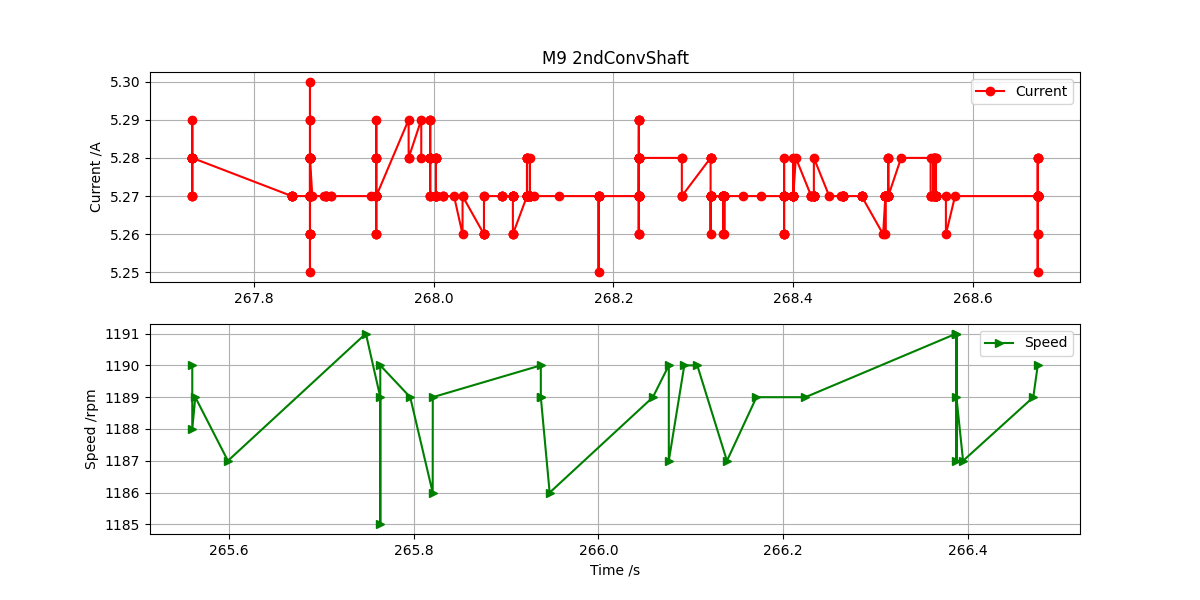 M9 2ndConvShaft
5.30
5.29
5.28
5.27
5.26
5.25
Current /A
Current
267.8 268.0 268.2 268.4 268.6
1191
1190
1189
1188
1187
1186
1185
Speed /rpm
Speed
265.6 265.8 266.0 266.2 266.4
Time /s